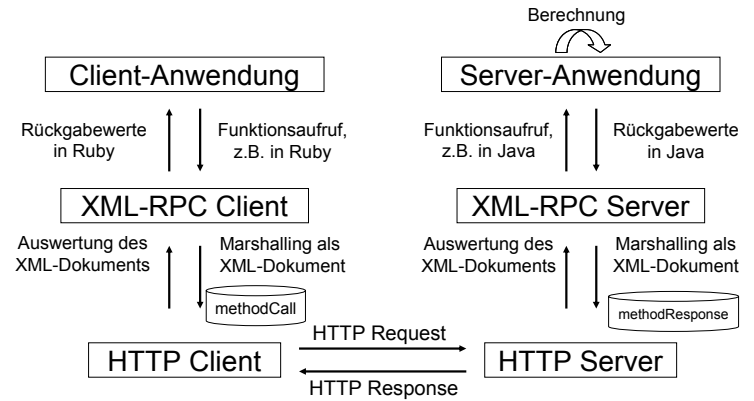 Berechnung
Client-Anwendung
Server-Anwendung
Rückgabewerte
in Ruby
Funktionsaufruf,
z.B. in Ruby
Funktionsaufruf,
z.B. in Java
Rückgabewerte
in Java
XML-RPC Client
XML-RPC Server
Auswertung des
XML-Dokuments
Marshalling als
XML-Dokument
Auswertung des
XML-Dokuments
Marshalling als
XML-Dokument
methodCall
methodResponse
HTTP Request
HTTP Client
HTTP Server
HTTP Response